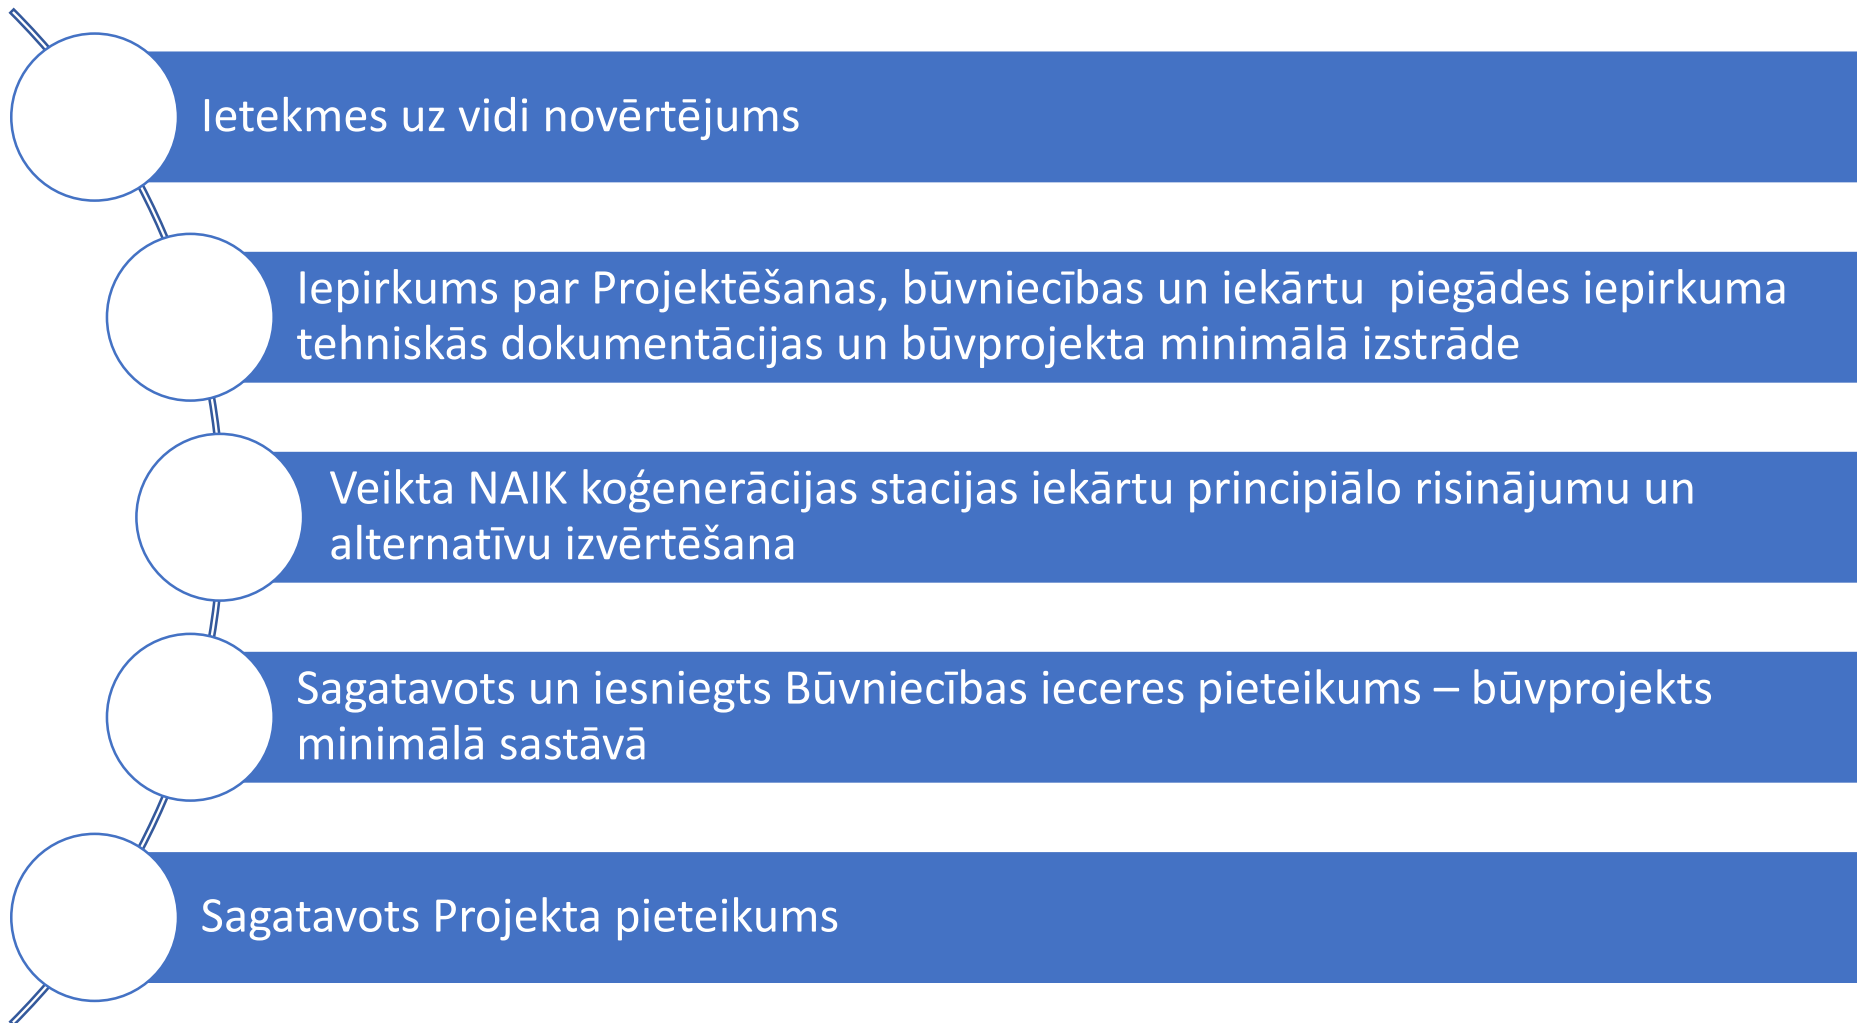 Ietekmes uz vidi novērtējums
Iepirkums par Projektēšanas, būvniecības un iekārtu  piegādes iepirkuma
tehniskās dokumentācijas un būvprojekta minimālā izstrāde
Veikta NAIK koģenerācijas stacijas iekārtu principiālo risinājumu un
alternatīvu izvērtēšana
Sagatavots un iesniegts Būvniecības ieceres pieteikums – būvprojekts
minimālā sastāvā
Sagatavots Projekta pieteikums